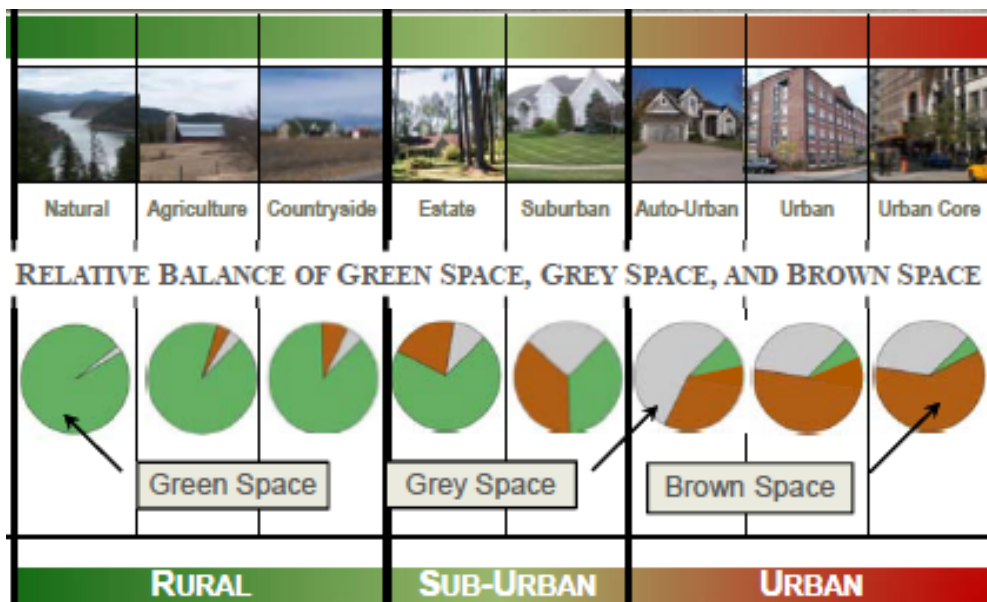 Natural Agriculture Countryside Estate Suburban Auto-Urban Urban Urban Core
RELATIVE BALANCE OF GREEN SPACE, GREY SPACE, AND BROWN SPACE
Green Space Grey Space Brown Space
RURAL SUB-URBAN URBAN